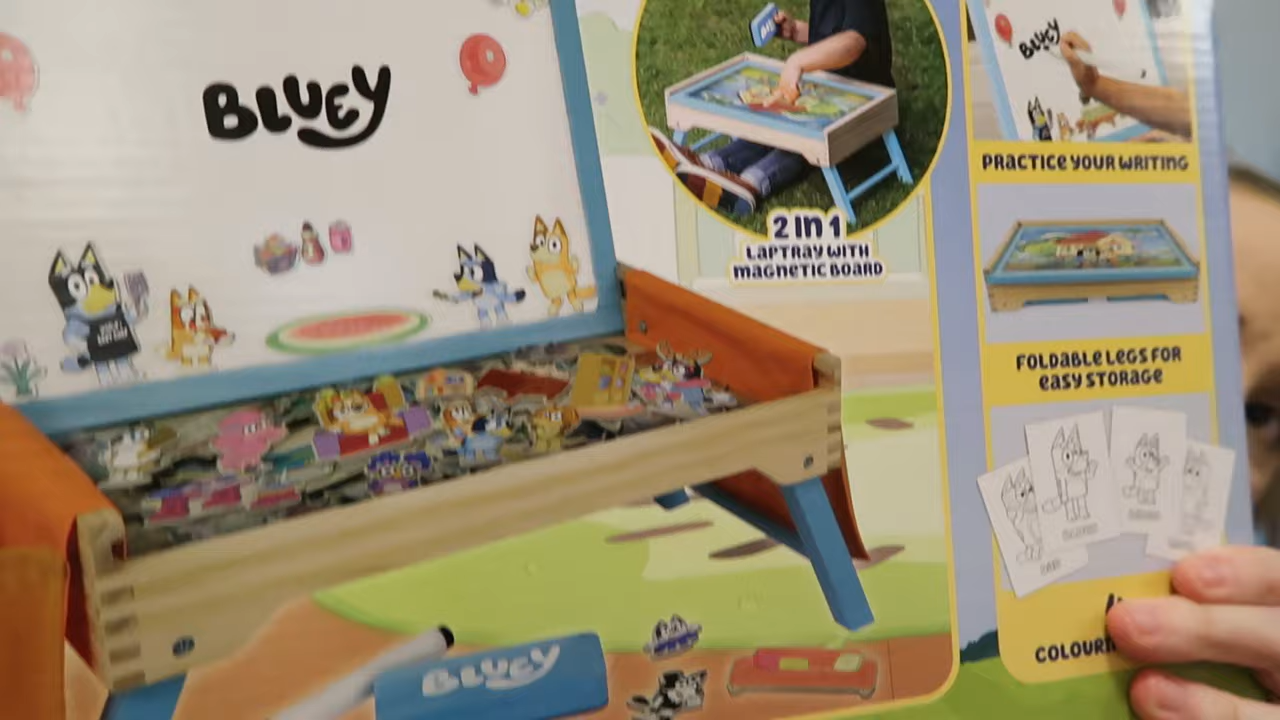 BLUEY
BLUEY
PRACTICE YOUR WRITING
2 IN 1
LAPTRAY WITH
MAGNETIC BOARD
FOLDABLE LEGS FOR
EASY STORAGE
BLUEY